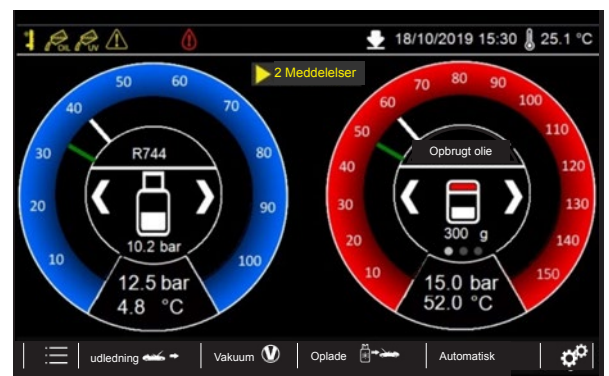 OIL UV 18/10/2019 15:30 25.1 °C
2 Meddelelser
10 20 30 40 50 60 70 80 90 100
R744
10.2 bar
12.5 bar
4.8 °C
10 20 30 40 50 60 70 80 90 100 110 120 130 140 150
Opbrugt olie
300 g
15.0 bar
52.0 °C
udledning Vakuum V Oplade Automatisk